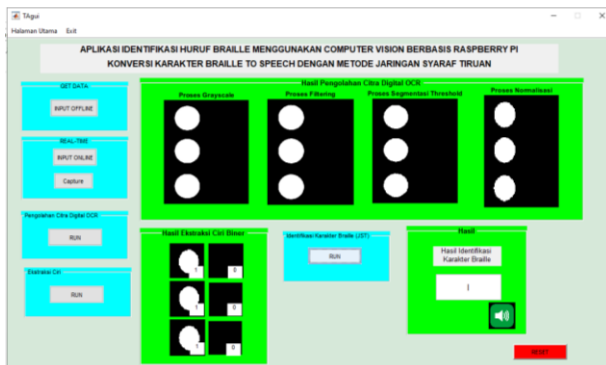 TAgui
Halaman Utama Exit
APLIKASI IDENTIFIKASI HURUF BRAILLE MENGGUNAKAN COMPUTER VISION BERBASIS RASPBERRY PI
KONVERSI KARAKTER BRAILLE TO SPEECH DENGAN METODE JARINGAN SYARAF TIRUAN
GET DATA
INPUT OFFLINE
REAL-TIME
INPUT ONLINE
Capture
Pengolahan Citra Digital OCR
RUN
Ekstraksi Ciri
RUN
Hasil Pengolahan Citra Digital OCR
Proses Grayscale Proses Filtering Proses Segmentasi Threshold Proses Normalisasi
Hasil Ekstraksi Ciri Biner
1 0
1 0
1 0
Identifikasi Karakter Braille (JST)
RUN
Hasil
Hasil Identifikasi
Karakter Braille
l
RESET